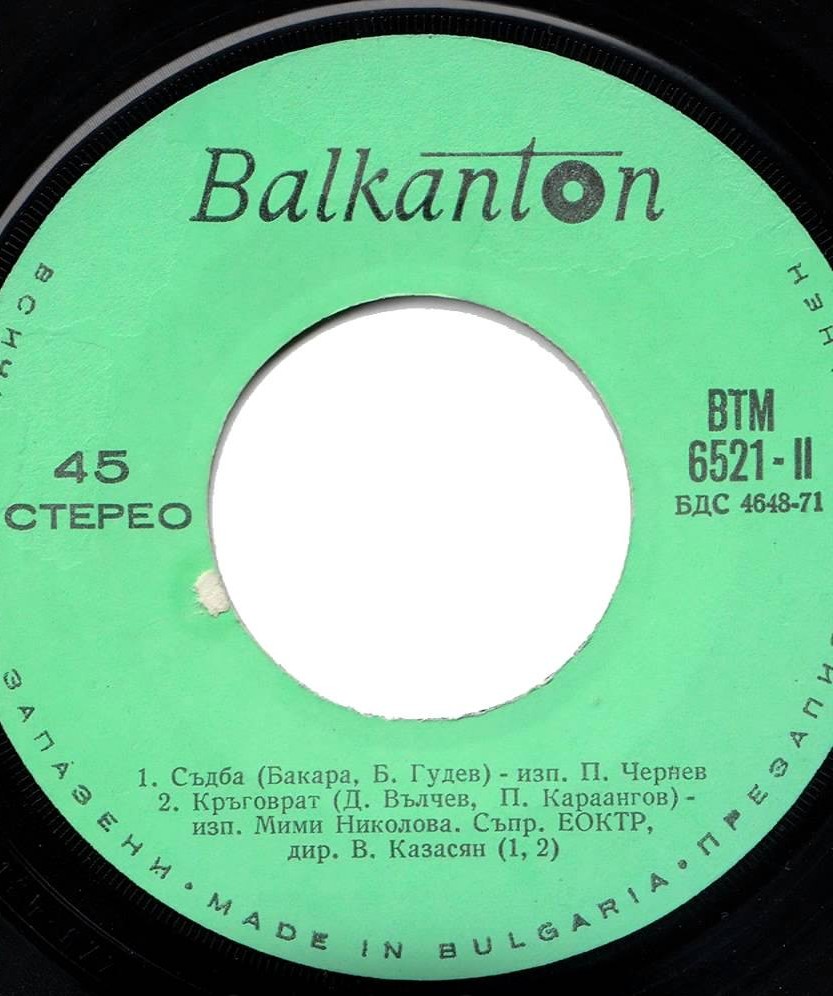 Balkanton
45
СТЕРЕО
ВТМ
6521-II
БДС 4648-71
1. Съдба (Бакара, Б. Гудев) - изп. П. Чернев
2. Кръговрат (Д. Вълчев, П. Караангов) -
изп. Мими Николова. Съпр. ЕОКТР,
дир. В. Казасян (1, 2)
ЗАПАЗЕНИ • MADE IN BULGARIA •